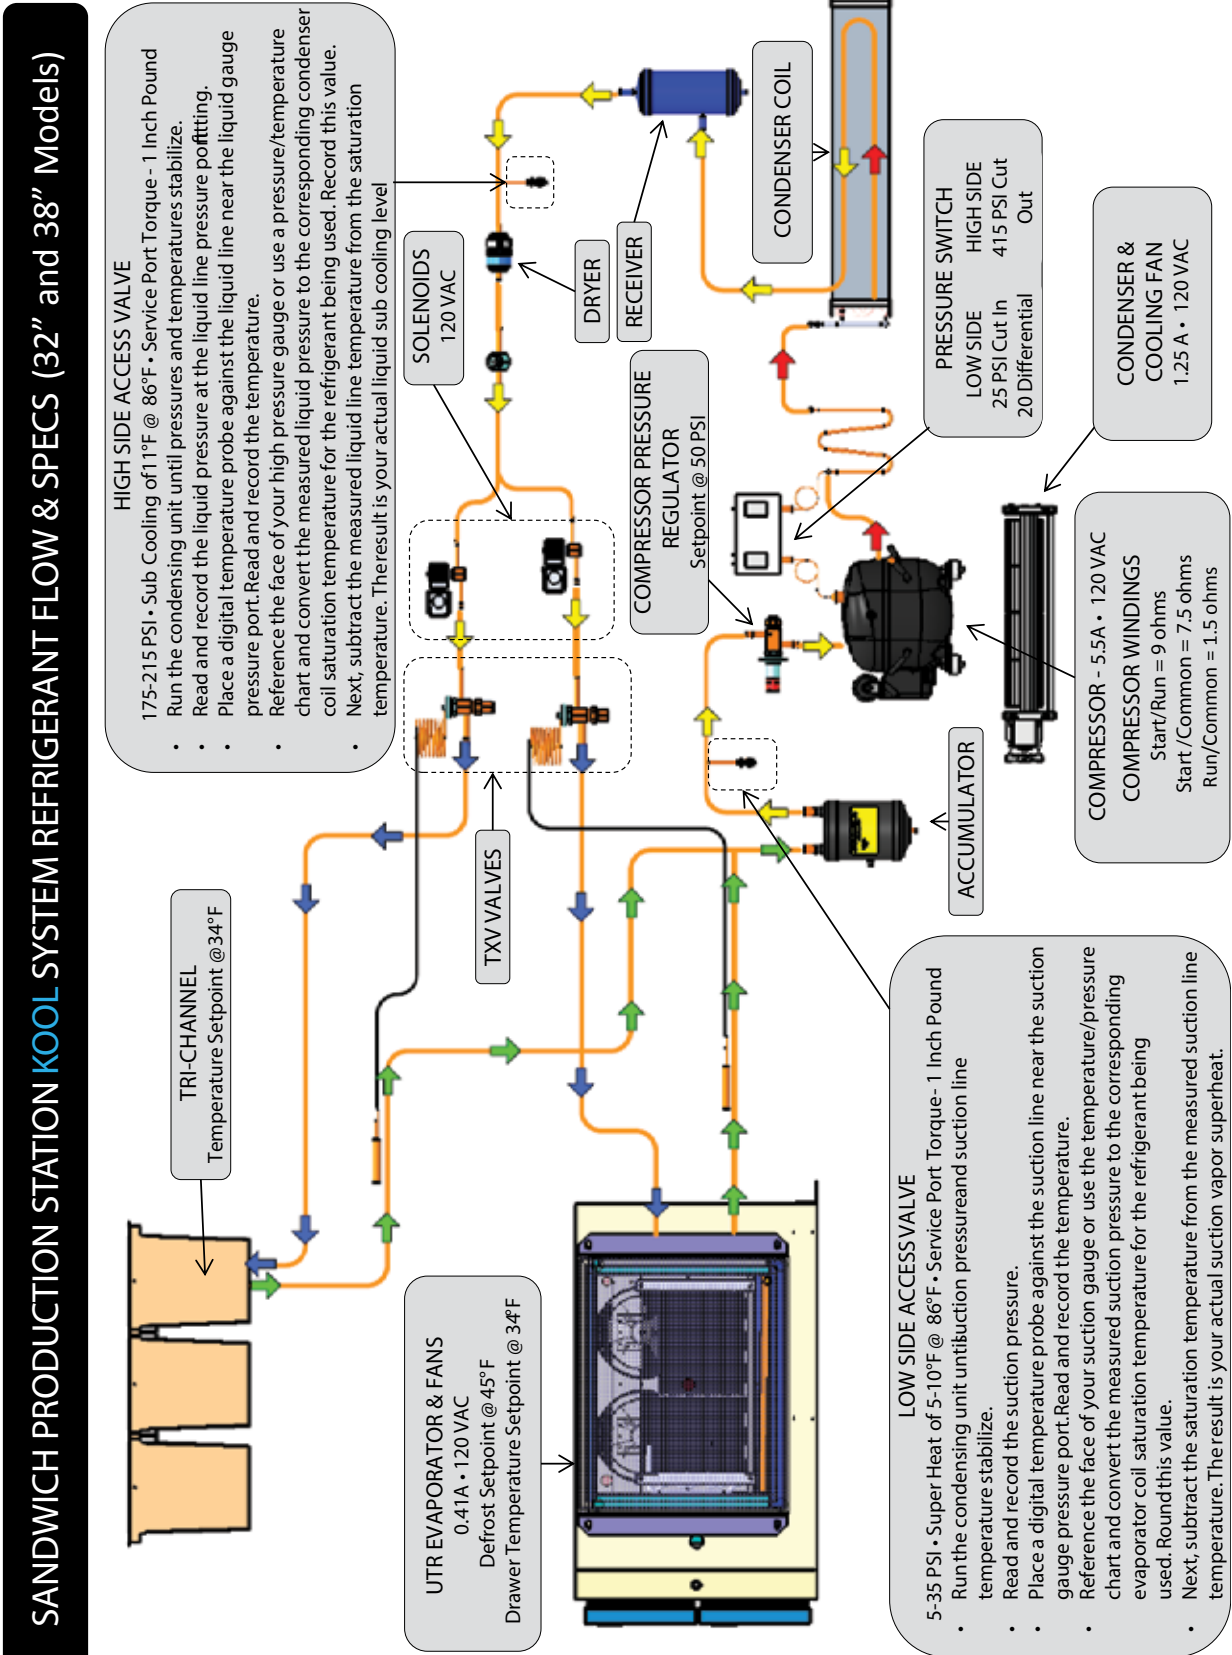 SANDWICH PRODUCTION STATION KOOL SYSTEM REFRIGERANT FLOW & SPECS (32” and 38” Models)
HIGH SIDE ACCESS VALVE
175-215 PSI • Sub Cooling of 11°F @ 86°F • Service Port Torque - 1 Inch Pound
• Run the condensing unit until pressures and temperatures stabilize.
• Read and record the liquid pressure at the liquid line pressure port fitting.
• Place a digital temperature probe against the liquid line near the liquid gauge
pressure port. Read and record the temperature.
• Reference the face of your high pressure gauge or use a pressure/temperature
chart and convert the measured liquid pressure to the corresponding condenser
coil saturation temperature for the refrigerant being used. Record this value.
• Next, subtract the measured liquid line temperature from the saturation
temperature. The result is your actual liquid sub cooling level
TRI-CHANNEL
Temperature Setpoint @34°F
TXV VALVES
SOLENOIDS
120 VAC
DRYER
RECEIVER
CONDENSER COIL
UTR EVAPORATOR & FANS
0.41A • 120 VAC
Defrost Setpoint @ 45°F
Drawer Temperature Setpoint @ 34°F
COMPRESSOR PRESSURE
REGULATOR
Setpoint @ 50 PSI
PRESSURE SWITCH
LOW SIDE HIGH SIDE
25 PSI Cut In 415 PSI Cut
20 Differential Out
ACCUMULATOR
COMPRESSOR - 5.5A • 120 VAC
COMPRESSOR WINDINGS
Start/Run = 9 ohms
Start /Common = 7.5 ohms
Run/Common = 1.5 ohms
CONDENSER &
COOLING FAN
1.25 A • 120 VAC
LOW SIDE ACCESS VALVE
5-35 PSI • Super Heat of 5-10°F @ 86°F • Service Port Torque - 1 Inch Pound
• Run the condensing unit until suction pressure and suction line
temperature stabilize.
• Read and record the suction pressure.
• Place a digital temperature probe against the suction line near the suction
gauge pressure port. Read and record the temperature.
• Reference the face of your suction gauge or use the temperature/pressure
chart and convert the measured suction pressure to the corresponding
evaporator coil saturation temperature for the refrigerant being
used. Round this value.
• Next, subtract the saturation temperature from the measured suction line
temperature. The result is your actual suction vapor superheat.